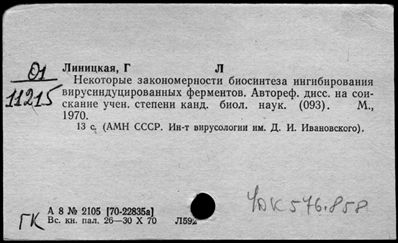 01
11215
Линицкая, Г Л
Некоторые закономерности биосинтеза ингибирования
вирусиндуцированных ферментов. Автореф. дисс. на сои-
скание учен. степени канд. биол. наук. (093). М.,
1970.
13 с. (АМН СССР. Ин-т вирусологии им. Д. И. Ивановского).
УДК 576.858
ГК
А 8 № 2105 [70-22835а]
Вс. кн. пал. 26—30 X 70 Л592